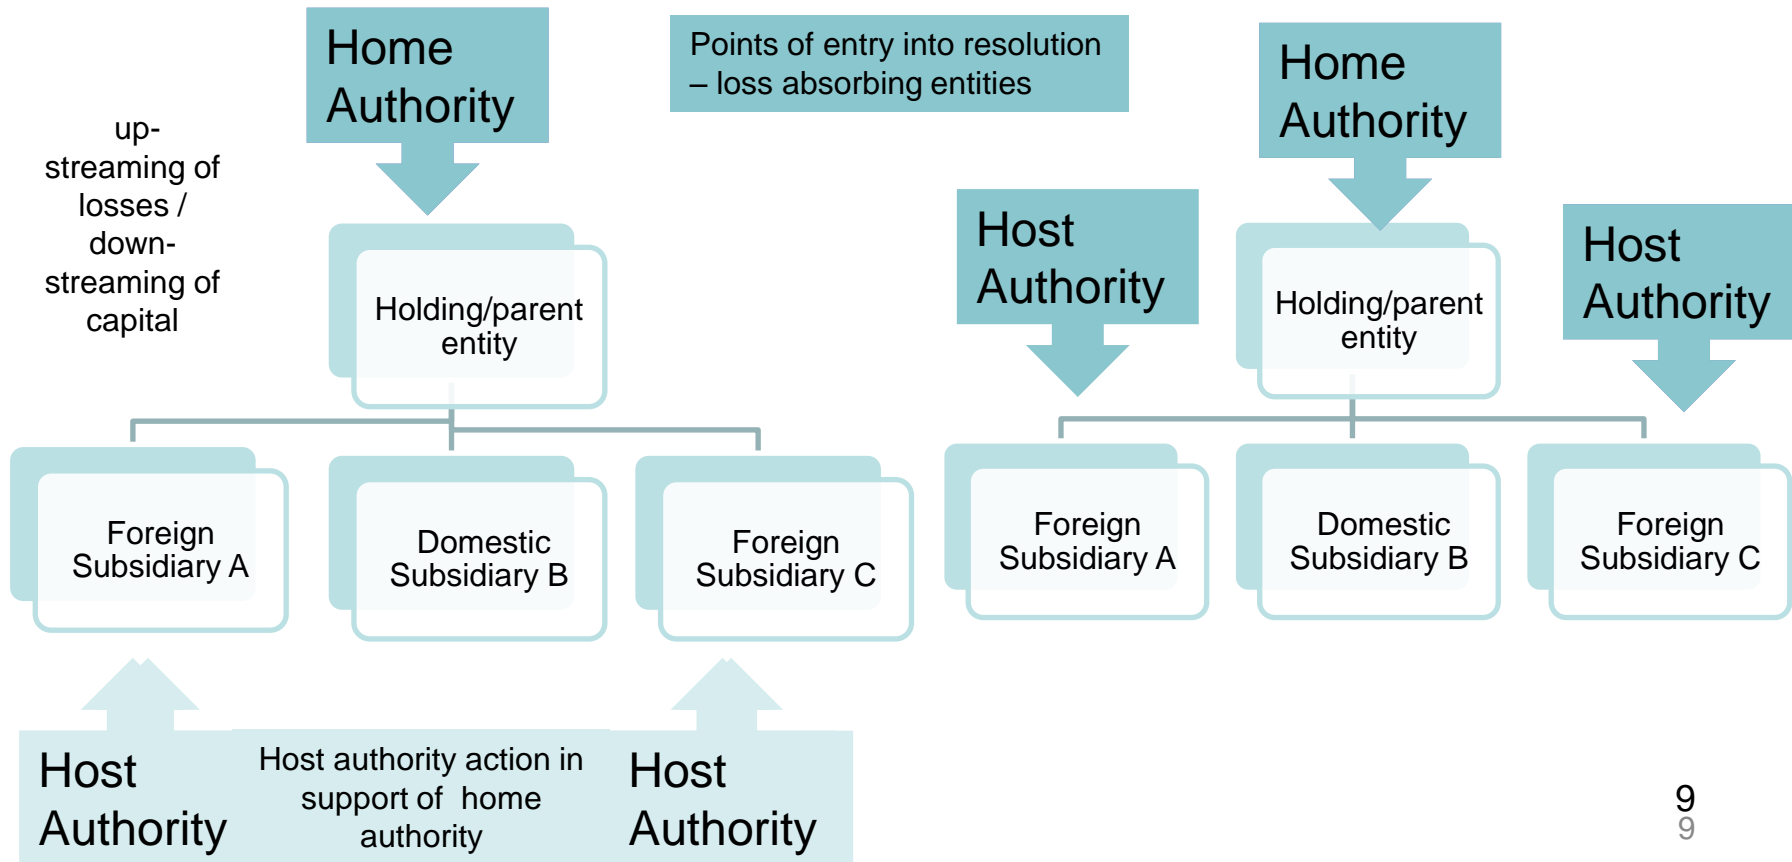 Home
Authority
Points of entry into resolution
– loss absorbing entities
Home
Authority
up-
streaming of
losses /
down-
streaming of
capital
Host
Authority
Host
Authority
Holding/parent
entity
Holding/parent
entity
Foreign
Subsidiary A
Domestic
Subsidiary B
Foreign
Subsidiary C
Foreign
Subsidiary A
Domestic
Subsidiary B
Foreign
Subsidiary C
Host
Authority
Host authority action in
support of home
authority
Host
Authority
9
9